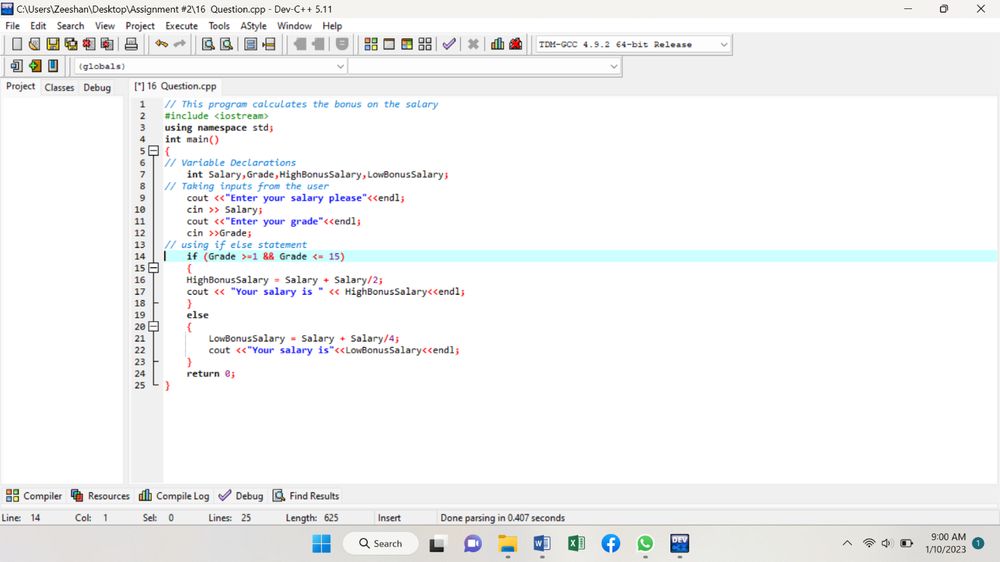 C:\Users\Zeeshan\Desktop\Assignment #2\16  Question.cpp - Dev-C++ 5.11
File Edit Search View Project Execute Tools AStyle Window Help
TDM-GCC 4.9.2 64-bit Release
(globals)
Project Classes Debug [*] 16  Question.cpp
1 // This program calculates the bonus on the salary
2 #include <iostream>
3 using namespace std;
4 int main()
5 {
6 // Variable Declarations
7     int Salary,Grade,HighBonusSalary,LowBonusSalary;
8 // Taking inputs from the user
9     cout <<"Enter your salary please"<<endl;
10     cin >> Salary;
11     cout <<"Enter your grade"<<endl;
12     cin >>Grade;
13 // using if else statement
14     if (Grade >=1 && Grade <= 15)
15     {
16     HighBonusSalary = Salary + Salary/2;
17     cout << "Your salary is " << HighBonusSalary<<endl;
18     }
19     else
20     {
21         LowBonusSalary = Salary + Salary/4;
22         cout <<"Your salary is"<<LowBonusSalary<<endl;
23     }
24     return 0;
25 }
Compiler Resources Compile Log Debug Find Results
Line: 14 Col: 1 Sel: 0 Lines: 25 Length: 625 Insert Done parsing in 0.407 seconds
Search
DEV
9:00 AM
1/10/2023
1